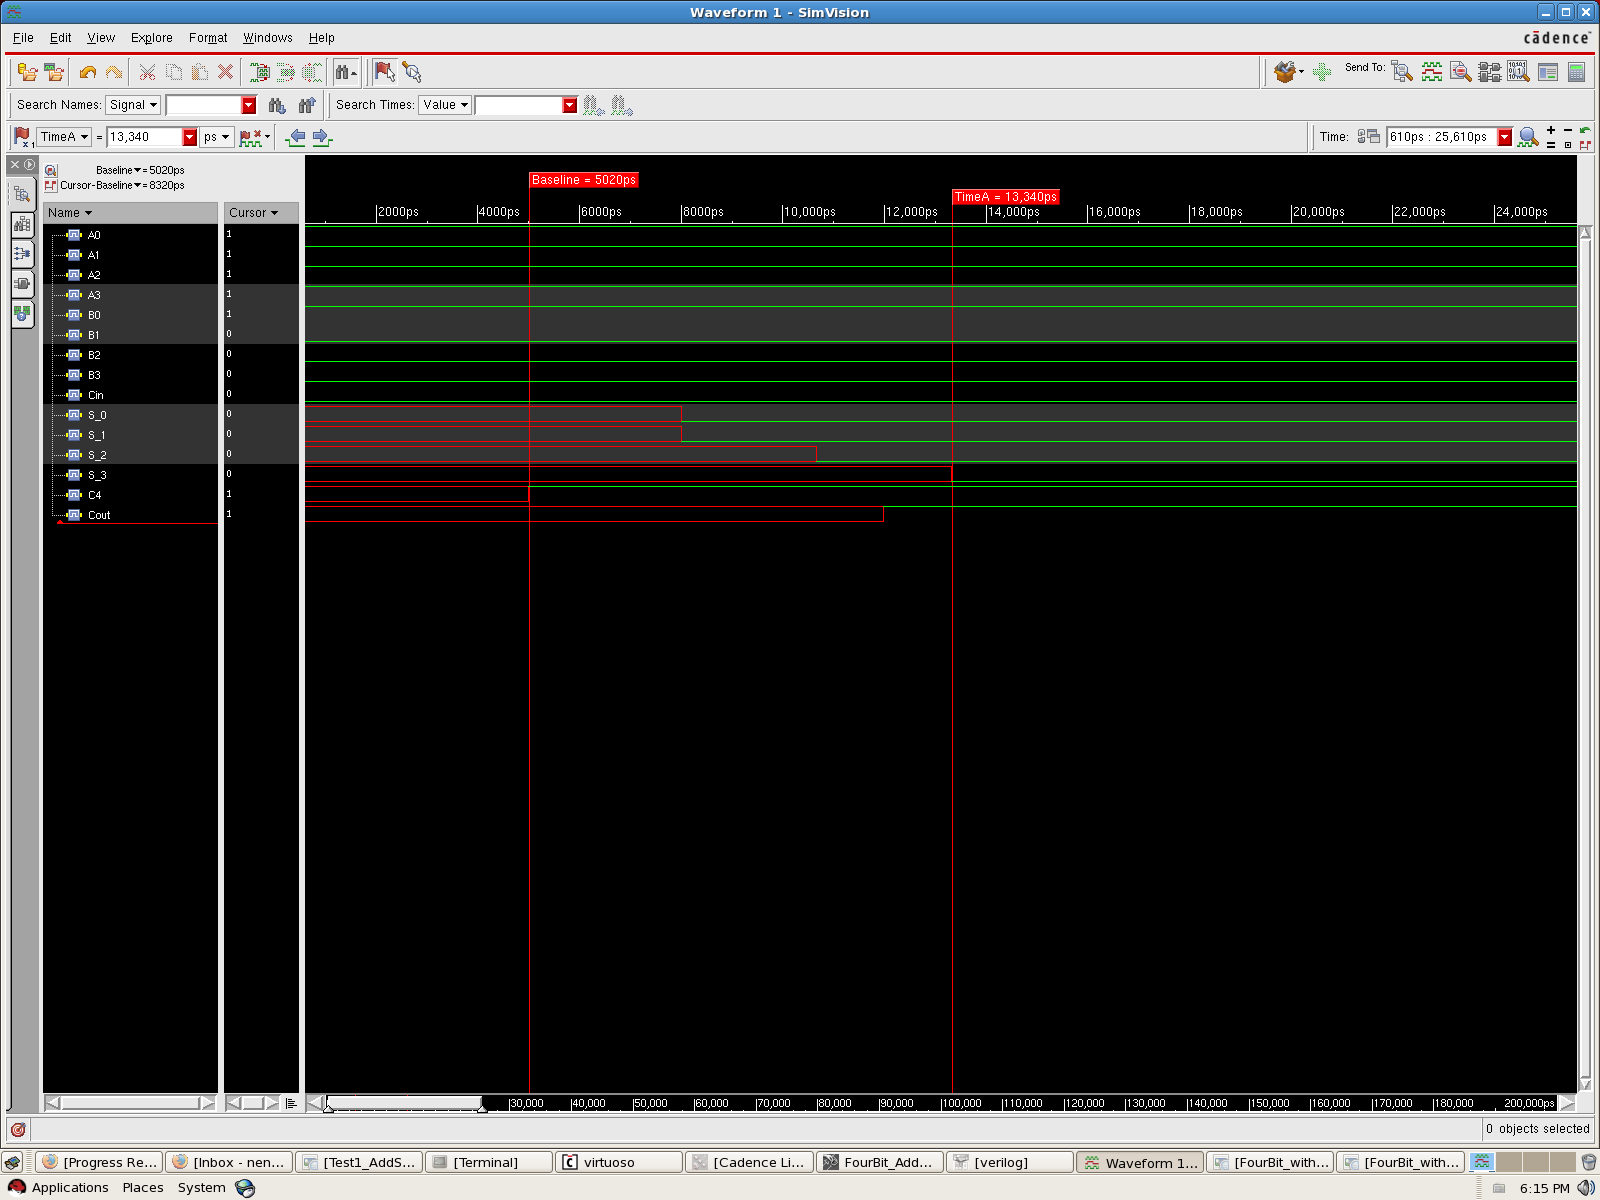 Waveform 1 - SimVision
File Edit View Explore Format Windows Help
cādence
Send To:
Search Names: Signal
Search Times: Value
TimeA = 13,340 ps
Time: 610ps : 25,610ps
Baseline = 5020ps
Cursor-Baseline = 8320ps
Baseline = 5020ps
TimeA = 13,340ps
Name Cursor
2000ps 4000ps 6000ps 8000ps 10,000ps 12,000ps 14,000ps 16,000ps 18,000ps 20,000ps 22,000ps 24,000ps
A0 1
A1 1
A2 1
A3 1
B0 1
B1 0
B2 0
B3 0
Cin 0
S_0 0
S_1 0
S_2 0
S_3 0
C4 1
Cout 1
30,000 40,000 50,000 60,000 70,000 80,000 90,000 100,000 110,000 120,000 130,000 140,000 150,000 160,000 170,000 180,000 200,000ps
0 objects selected
[Progress Re... [Inbox - nen... [Test1_AddS... [Terminal] virtuoso [Cadence Li... FourBit_Add... [verilog] Waveform 1... [FourBit_with... [FourBit_with...
Applications Places System 6:15 PM